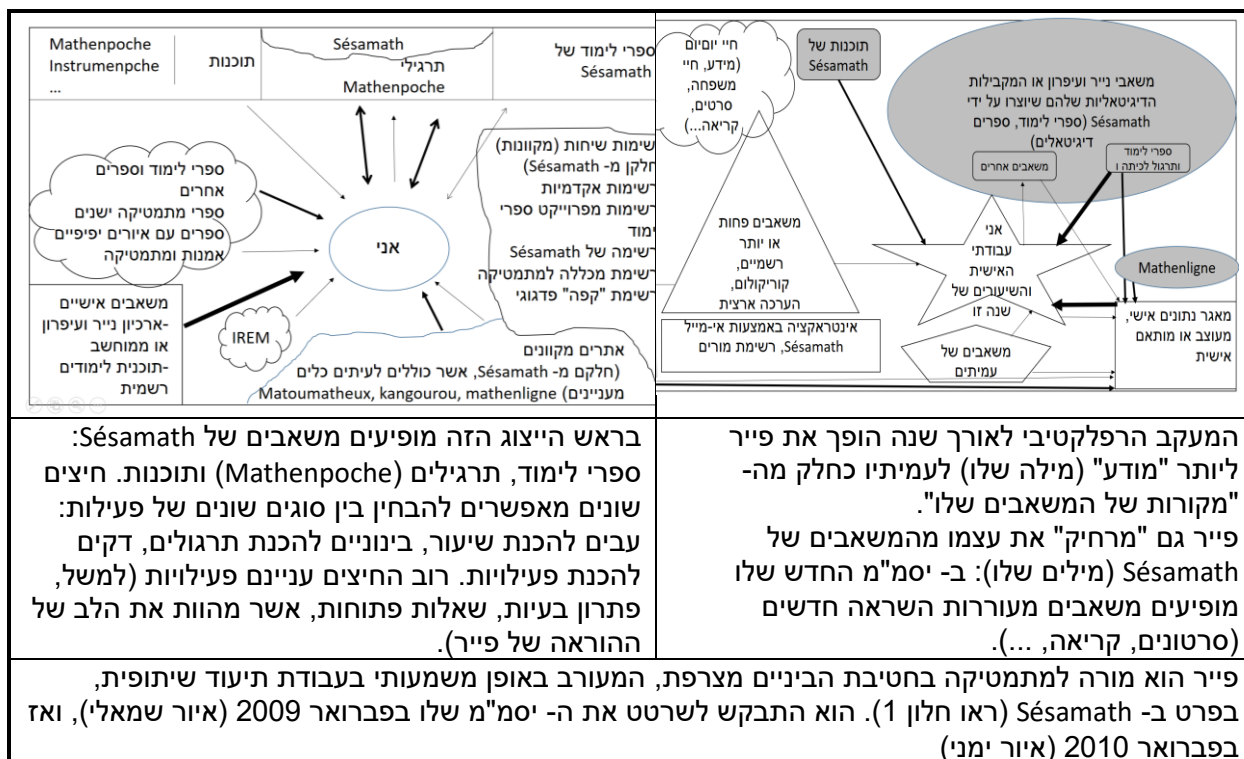 חיי יומיום
(מידע, חיי
משפחה,
סרטים,
קריאה...)
תוכנות של
Sésamath
משאבי נייר ועיפרון או המקבילות
הדיגיטאליות שלהם שיוצרו על ידי
Sésamath (ספרי לימוד, ספרים
דיגיטאלים)
ספרי לימוד
ותרגול לכיתה ו
משאבים אחרים
משאבים פחות
או יותר
רשמיים,
קוריקולום,
הערכה ארצית
אני
עבודתי
האישית
והשיעורים של
שנה זו
Mathenligne
מאגר נתונים אישי,
מעוצב או מותאם
אישית
אינטראקציה באמצעות אי-מייל
Sésamath, רשימת מורים
משאבים של
עמיתים
ספרי לימוד של
Sésamath
Sésamath
תרגילי
Mathenpoche
תוכנות
Mathenpoche
Instrumenpche
...
שימות שיחות (מקוונות)
חלקן מ- Sésamath)
רשימות אקדמיות
רשימות מפרוייקט ספרי
ימוד
רשימה של Sésamath
רשימת מכללה למתמטיקה
רשימת "קפה" פדגוגי
אני
ספרי לימוד וספרים
אחרים
ספרי מתמטיקה ישנים
ספרים עם איורים יפיפיים
אמנות ומתמטיקה
משאבים אישיים
-ארכיון נייר ועיפרון
או ממוחשב
-תוכנית לימודים
רשמית
IREM
אתרים מקוונים
(חלקם מ- Sésamath, אשר כוללים לעיתים כלים
מעניינים) Matoumatheux, kangourou, mathenligne
המעקב הרפלקטיבי לאורך שנה הופך את פייר
ליותר "מודע" (מילה שלו) לעמיתיו כחלק מה-
"מקורות של המשאבים שלו".
פייר גם "מרחיק" את עצמו מהמשאבים של
Sésamath (מילים שלו): ב- יסמ"מ החדש שלו
מופיעים משאבים מעוררות השראה חדשים
(סרטונים, קריאה, ...).
בראש הייצוג הזה מופיעים משאבים של Sésamath:
ספרי לימוד, תרגילים (Mathenpoche) ותוכנות. חיצים
שונים מאפשרים להבחין בין סוגים שונים של פעילות:
עבים להכנת שיעור, בינוניים להכנת תרגולים, דקים
להכנת פעילויות. רוב החיצים עניינם פעילויות (למשל,
פתרון בעיות, שאלות פתוחות, אשר מהוות את הלב של
ההוראה של פייר).
פייר הוא מורה למתמטיקה בחטיבת הביניים מצרפת, המעורב באופן משמעותי בעבודת תיעוד שיתופית,
בפרט ב- Sésamath (ראו חלון 1). הוא התבקש לשרטט את ה- יסמ"מ שלו בפברואר 2009 (איור שמאלי), ואז
בפברואר 2010 (איור ימני)